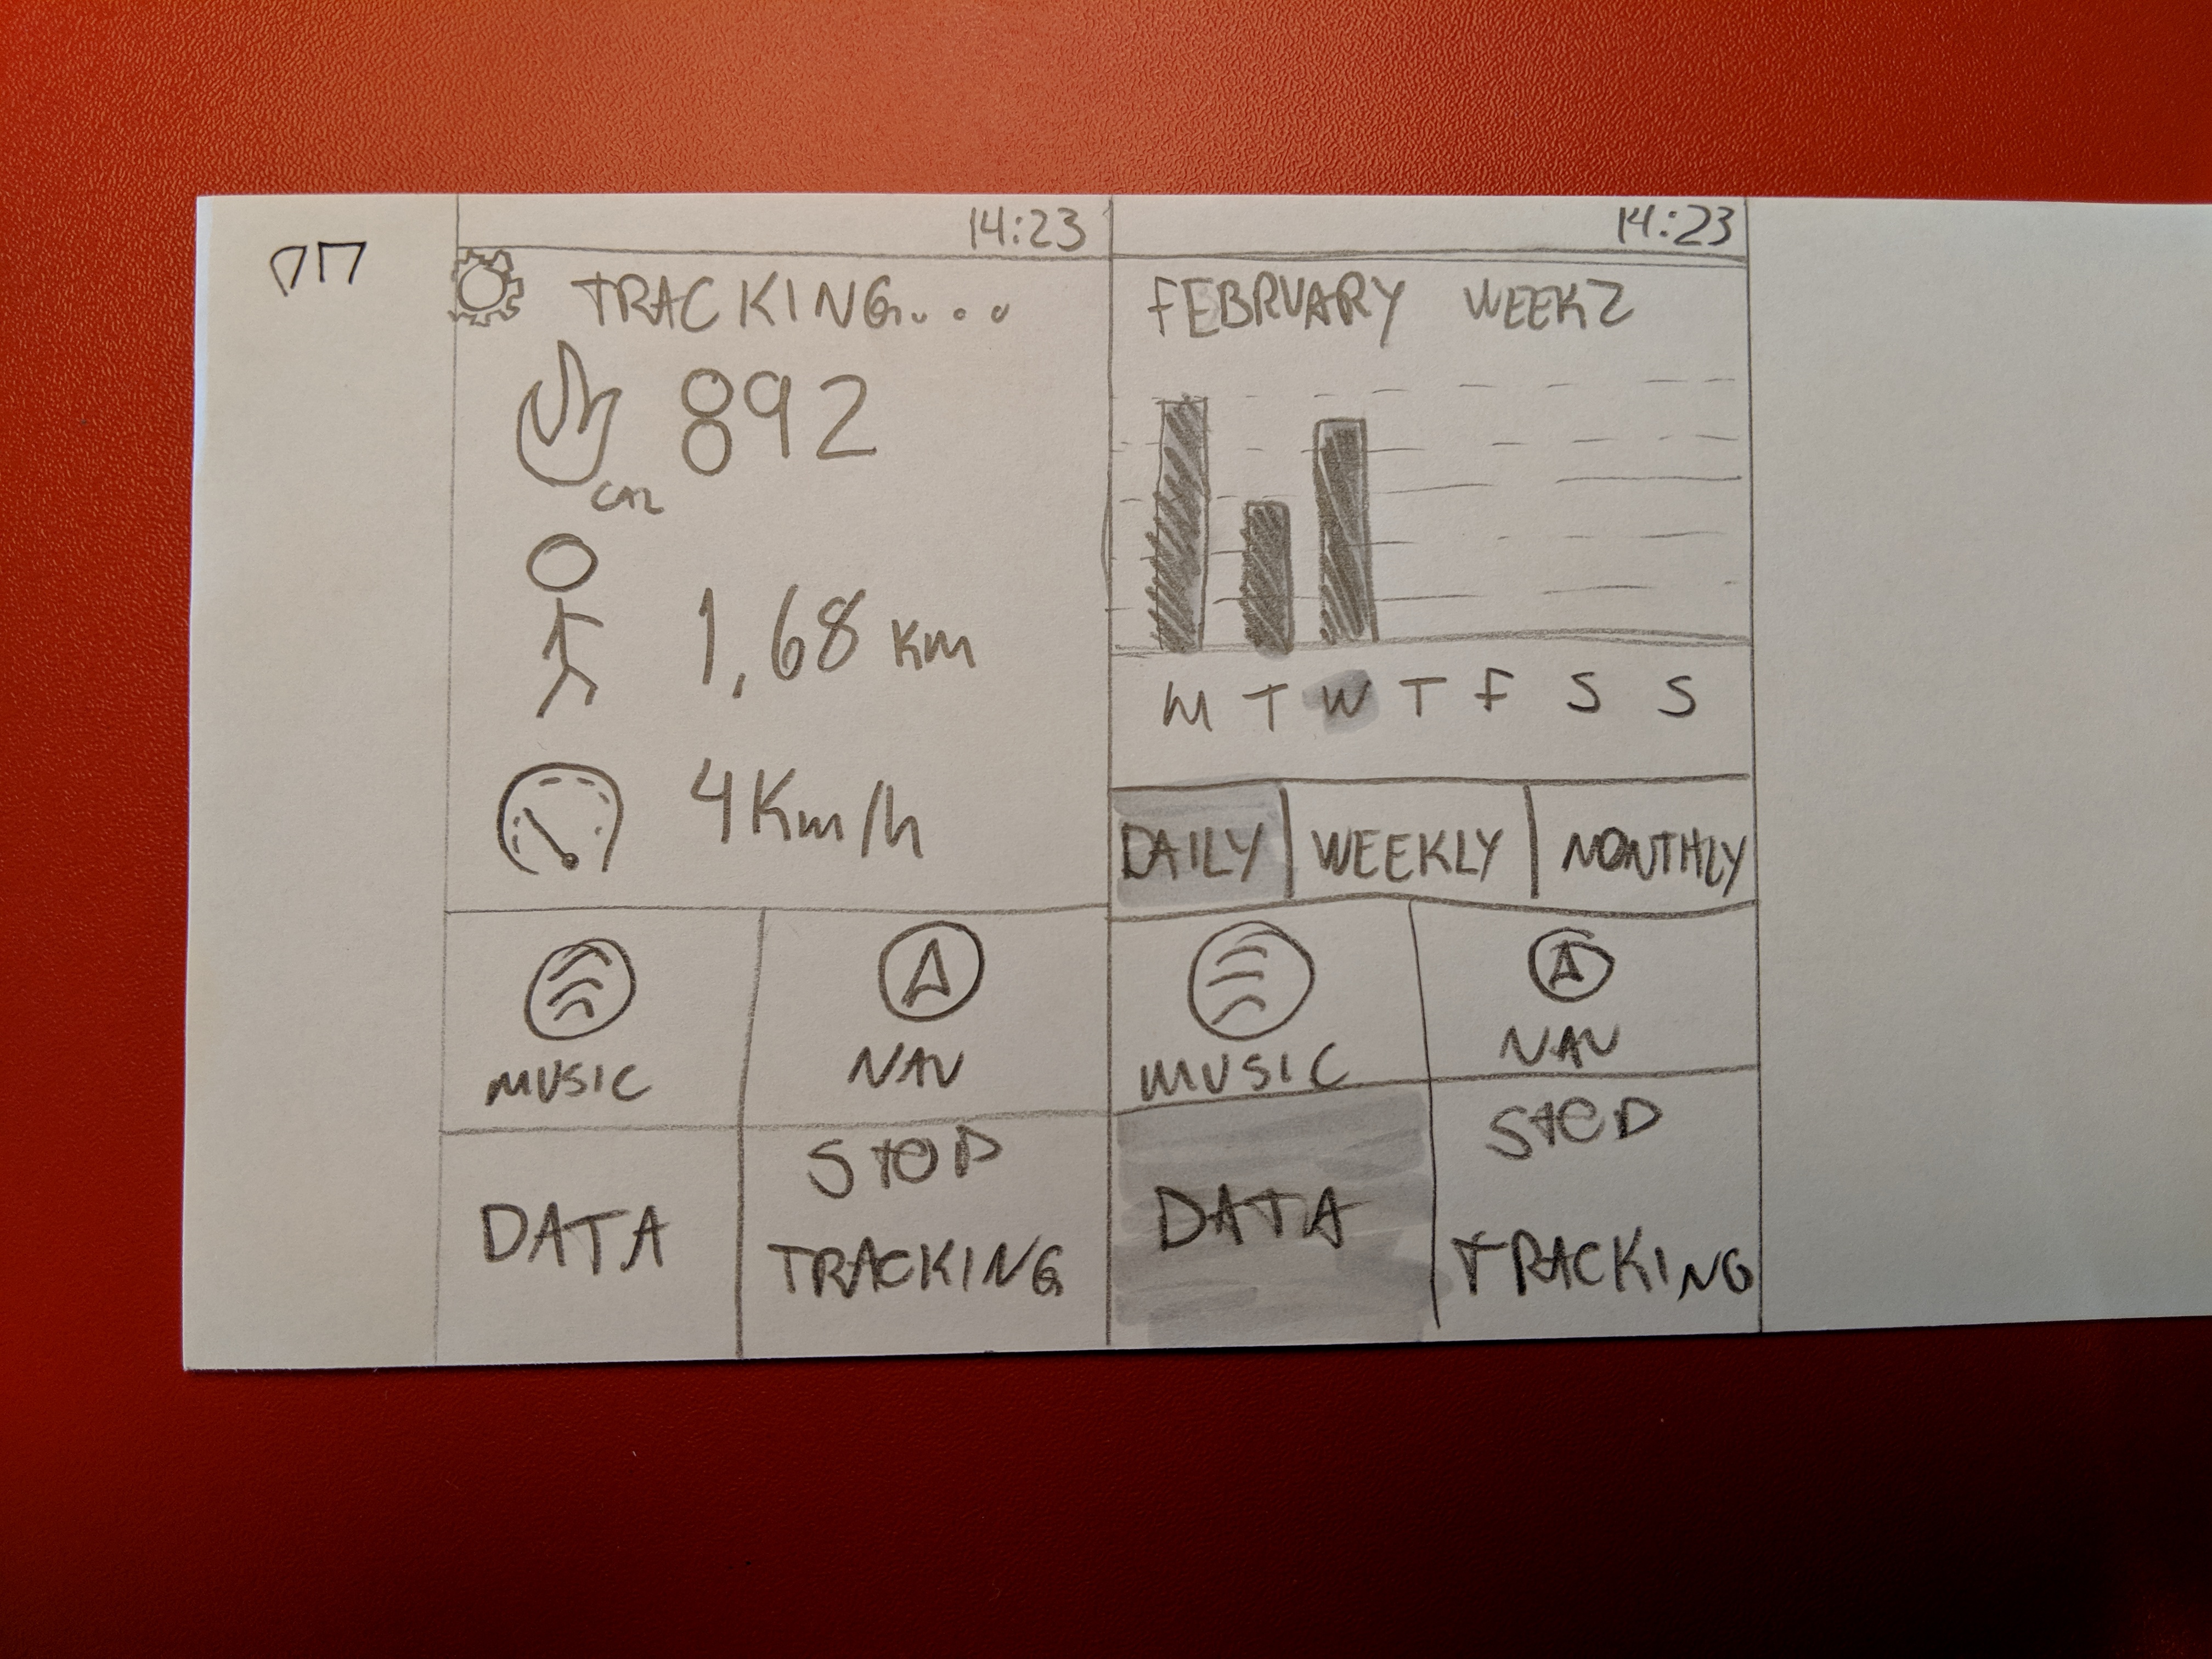 14:23
TRACKING...
892
CAL
1,68 km
4Km/h
MUSIC
NAV
DATA
STOP
TRACKING
14:23
FEBRUARY WEEK2
M T W T F S S
DAILY WEEKLY MONTHLY
MUSIC
NAV
DATA
STOP
TRACKING